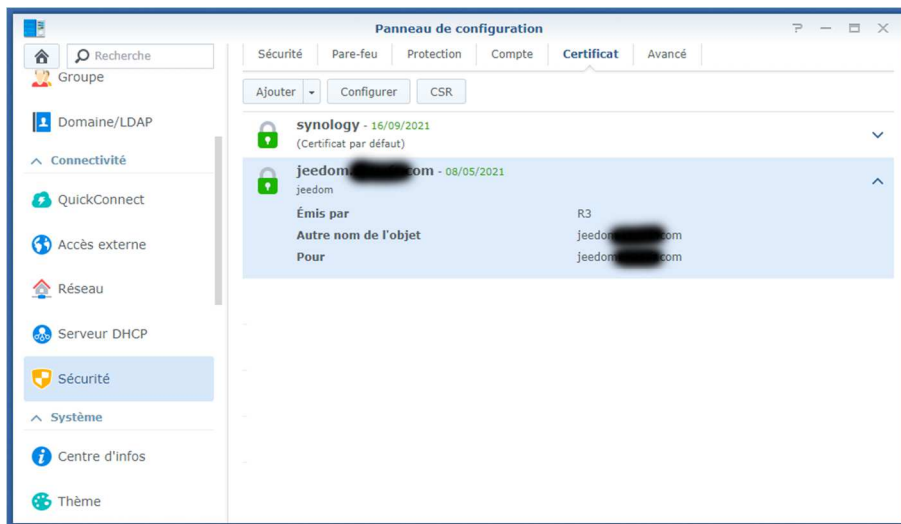 Panneau de configuration
Recherche
Groupe
Domaine/LDAP
Connectivité
QuickConnect
Accès externe
Réseau
Serveur DHCP
Sécurité
Système
Centre d'infos
Thème
Sécurité Pare-feu Protection Compte Certificat Avancé
Ajouter Configurer CSR
synology - 16/09/2021
(Certificat par défaut)
jeedom com - 08/05/2021
jeedom
Émis par R3
Autre nom de l'objet jeedom com
Pour jeedom com